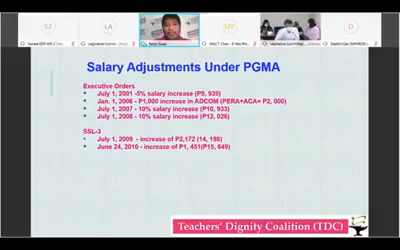 S2
LA
MY
D
Salary Adjustments Under PGMA
Executive Orders
July 1, 2001 -5% salary increase (P9, 939)
Jan. 1, 2006 - P1,000 increase in ADCOM (PERA+ACA= P2, 000)
July 1, 2007 - 10% salary increase (P10, 933)
July 1, 2008 - 10% salary increase (P12, 026)
SSL-3
July 1, 2009 - increase of P2,172 (14, 198)
June 24, 2010 - increase of P1, 451(P15, 649)
Teachers' Dignity Coalition (TDC)